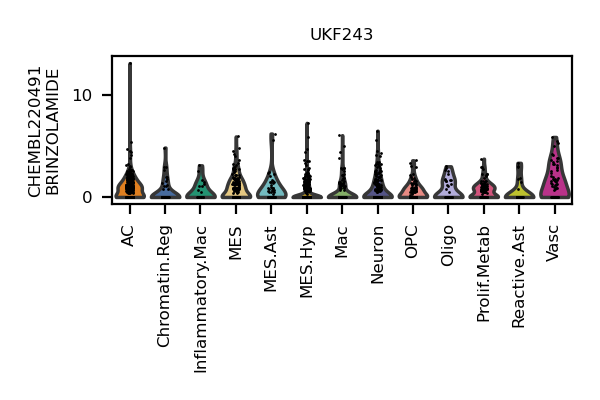 UKF243
CHEMBL220491
BRINZOLAMIDE
10
0
AC
Chromatin.Reg
Inflammatory.Mac
MES
MES.Ast
MES.Hyp
Mac
Neuron
OPC
Oligo
Prolif.Metab
Reactive.Ast
Vasc